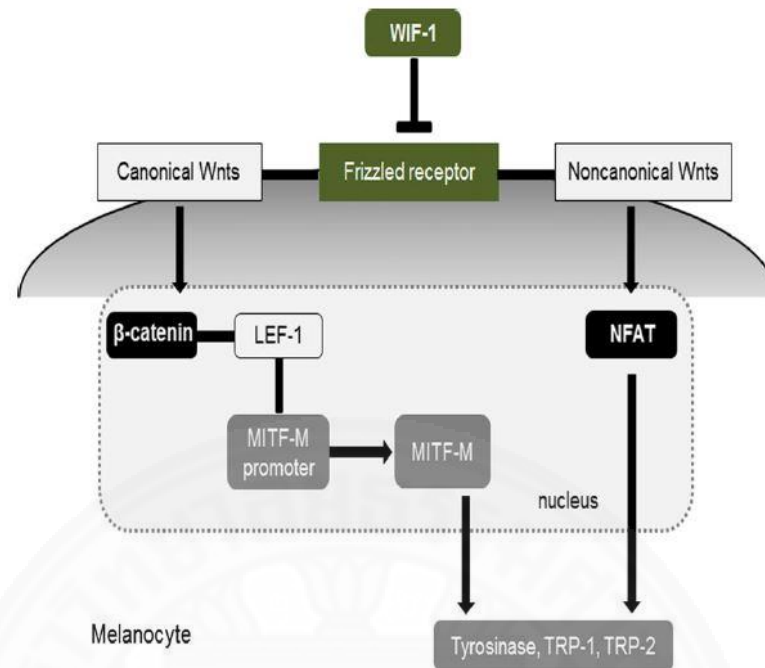 WIF-1
Canonical Wnts
Frizzled receptor
Noncanonical Wnts
β-catenin
LEF-1
NFAT
MITF-M
promoter
MITF-M
nucleus
Melanocyte
Tyrosinase, TRP-1, TRP-2